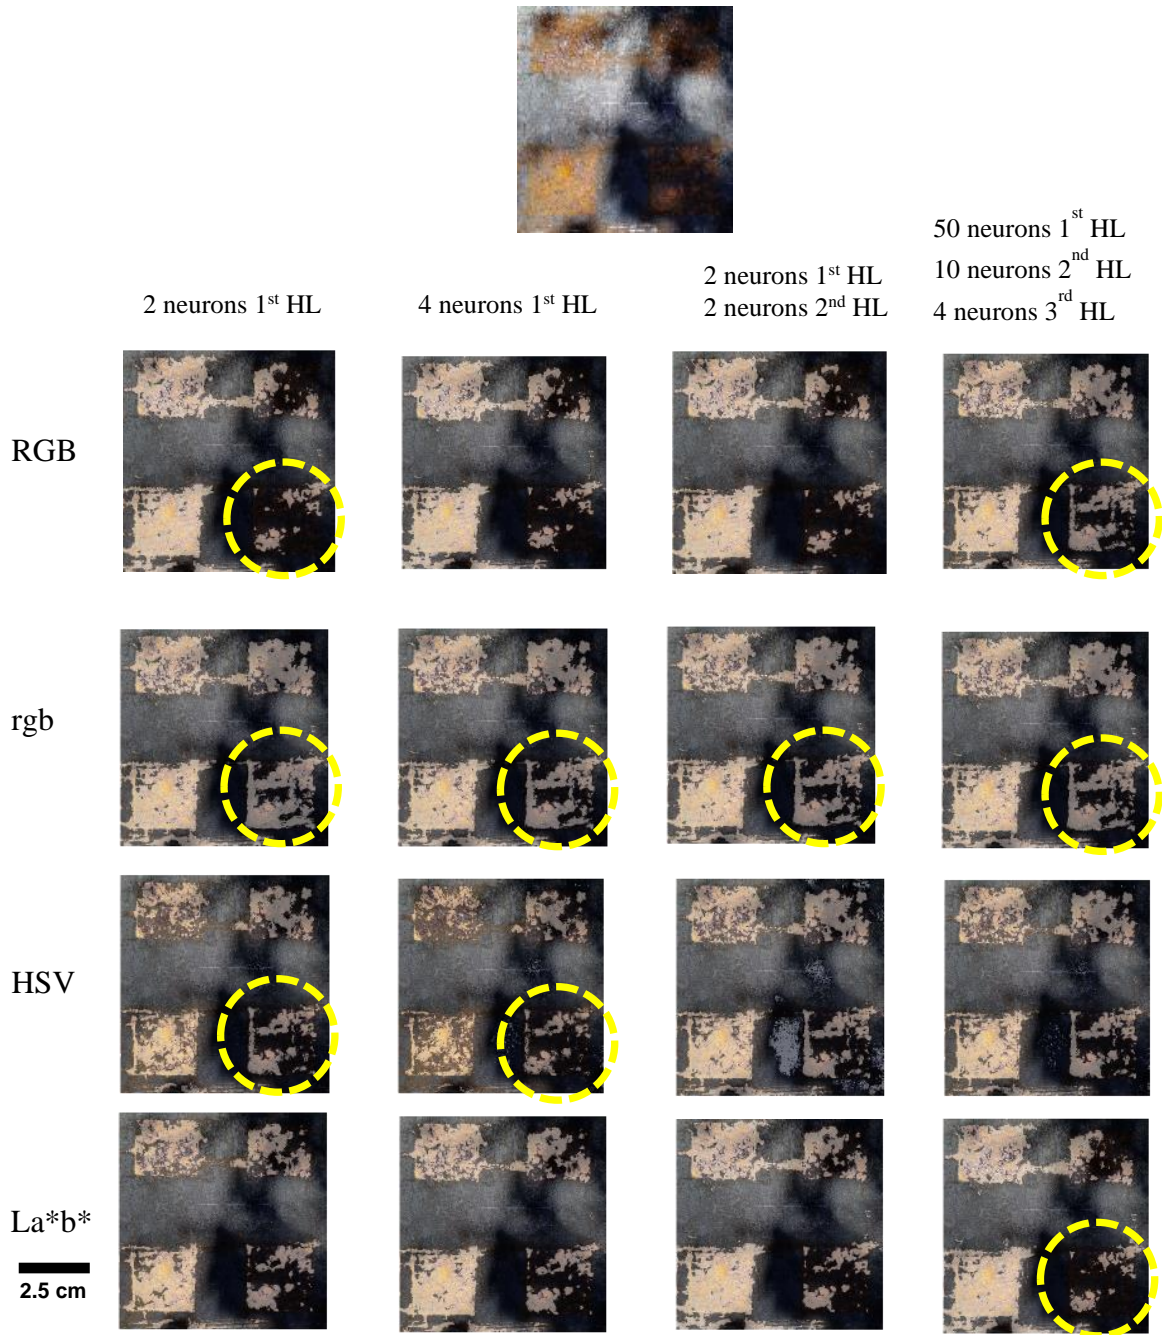 50 neurons 1st HL
10 neurons 2nd HL
4 neurons 3rd HL
2 neurons 1st HL
2 neurons 2nd HL
2 neurons 1st HL
4 neurons 1st HL
RGB
rgb
HSV
La*b*
2.5 cm